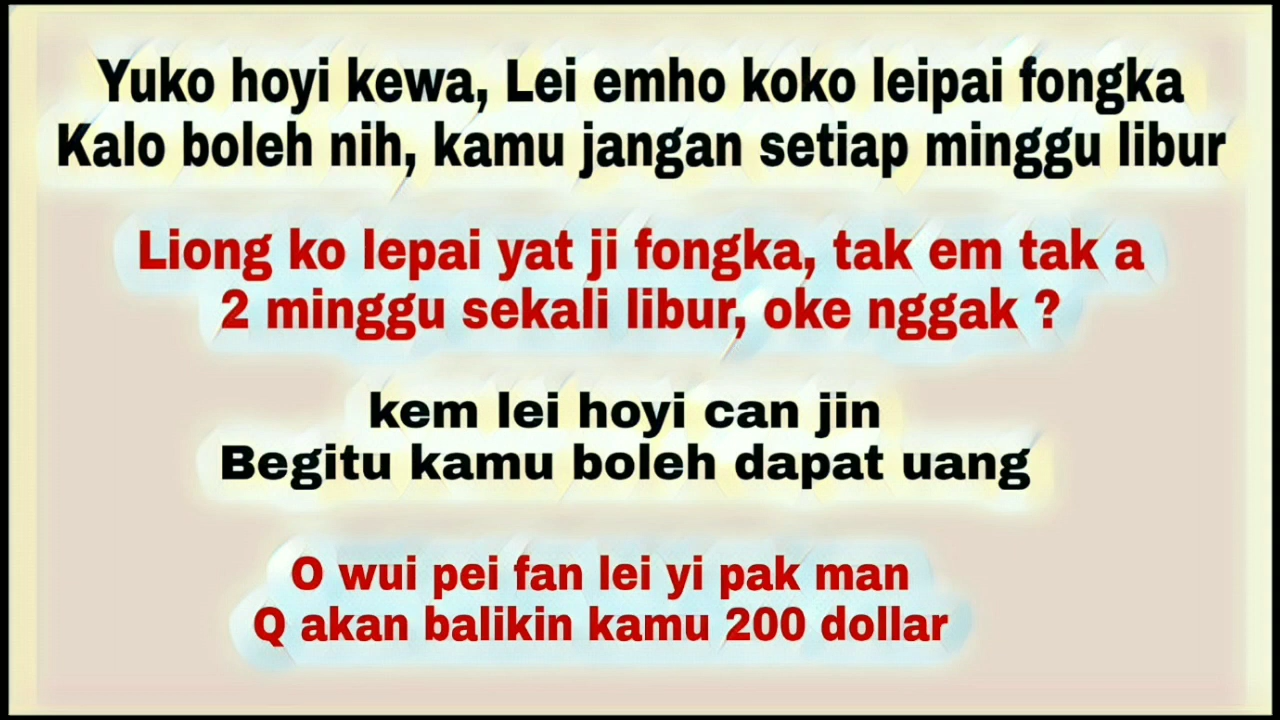 Yuko hoyi kewa, Lei emho koko leipai fongka
Kalo boleh nih, kamu jangan setiap minggu libur
Liong ko lepai yat ji fongka, tak em tak a
2 minggu sekali libur, oke nggak ?
kem lei hoyi can jin
Begitu kamu boleh dapat uang
O wui pei fan lei yi pak man
Q akan balikin kamu 200 dollar